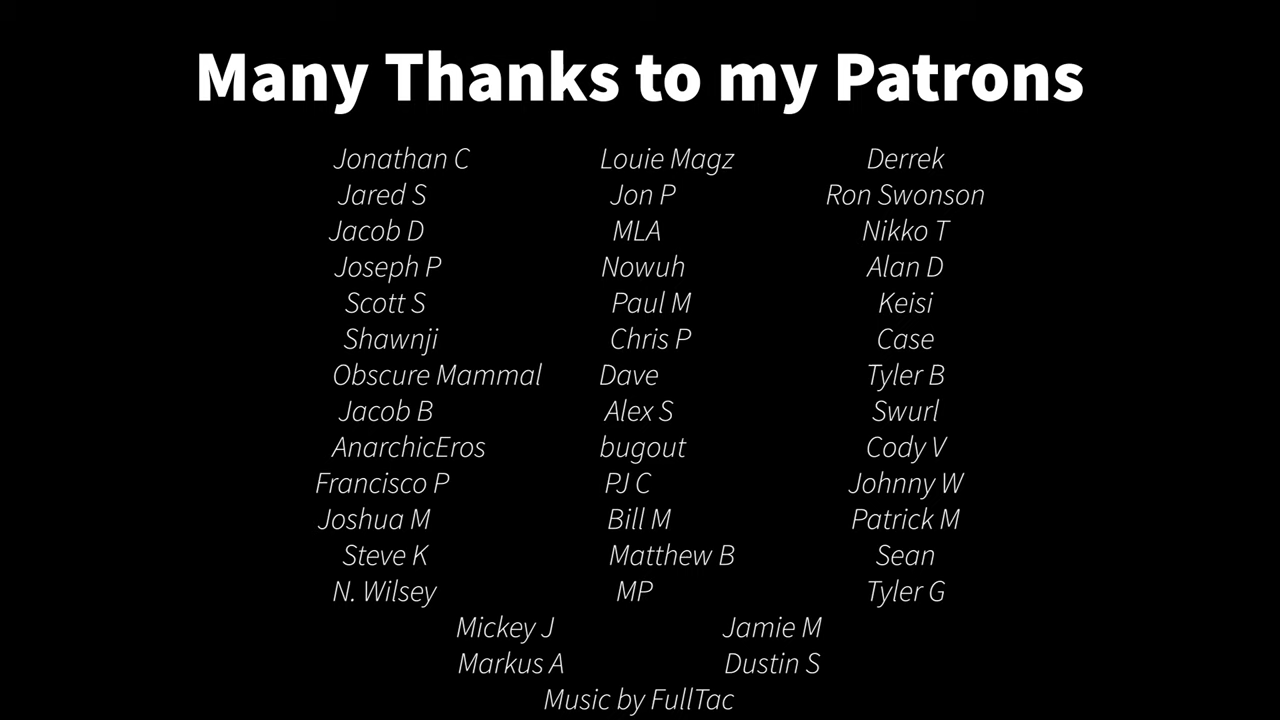 Many Thanks to my Patrons
Jonathan C Louie Magz Derrek
Jared S Jon P Ron Swonson
Jacob D MLA Nikko T
Joseph P Nowuh Alan D
Scott S Paul M Keisi
Shawnji Chris P Case
Obscure Mammal Dave Tyler B
Jacob B Alex S Swurl
AnarchicEros bugout Cody V
Francisco P PJ C Johnny W
Joshua M Bill M Patrick M
Steve K Matthew B Sean
N. Wilsey MP Tyler G
Mickey J Jamie M
Markus A Dustin S
Music by FullTac